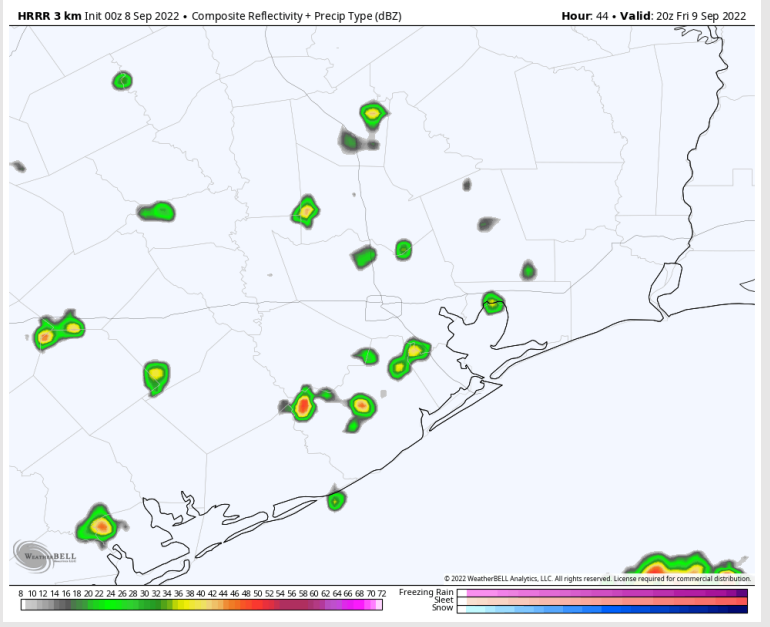 HRRR 3 km Init 00z 8 Sep 2022 • Composite Reflectivity + Precip Type (dBZ)
Hour: 44 • Valid: 20z Fri 9 Sep 2022
WEATHERBELL
© 2022 WeatherBELL Analytics, LLC. All rights reserved. License required for commercial distribution.
8 10 12 14 16 18 20 22 24 26 28 30 32 34 36 38 40 42 44 46 48 50 52 54 56 58 60 62 64 66 68 70 72
Freezing Rain
Sleet
Snow